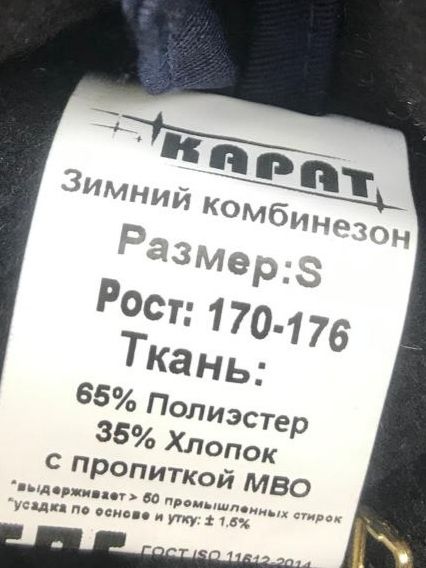 КАРАТ
Зимний комбинезон
Размер:S
Рост: 170-176
Ткань:
65% Полиэстер
35% Хлопок
с пропиткой МВО
*выдерживает > 50 промышленных стирок
*усадка по основе и утку: ± 1,5%
ГОСТ ISO 11612-2014